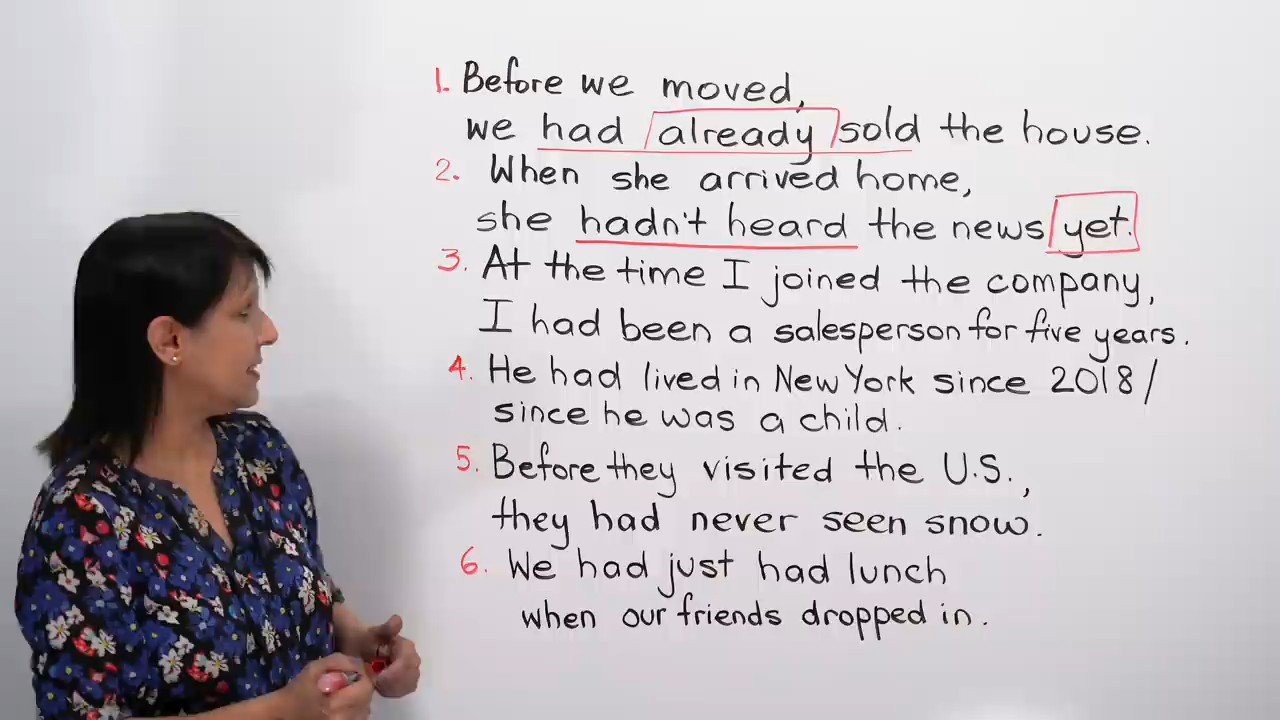 1. Before we moved,
we had already sold the house.
2. When she arrived home,
she hadn't heard the news yet.
3. At the time I joined the company,
I had been a salesperson for five years.
4. He had lived in New York since 2018/
since he was a child.
5. Before they visited the U.S.,
they had never seen snow.
6. We had just had lunch
when our friends dropped in.